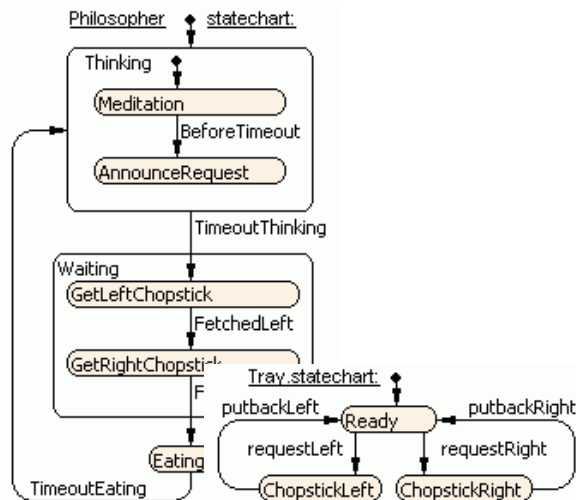 Philosopher statechart:
Thinking
Meditation
BeforeTimeout
AnnounceRequest
TimeoutThinking
Waiting
GetLeftChopstick
FetchedLeft
GetRightChopstick
F
Eating
TimeoutEating
Tray.statechart:
putbackLeft
putbackRight
Ready
requestLeft
requestRight
ChopstickLeft
ChopstickRight